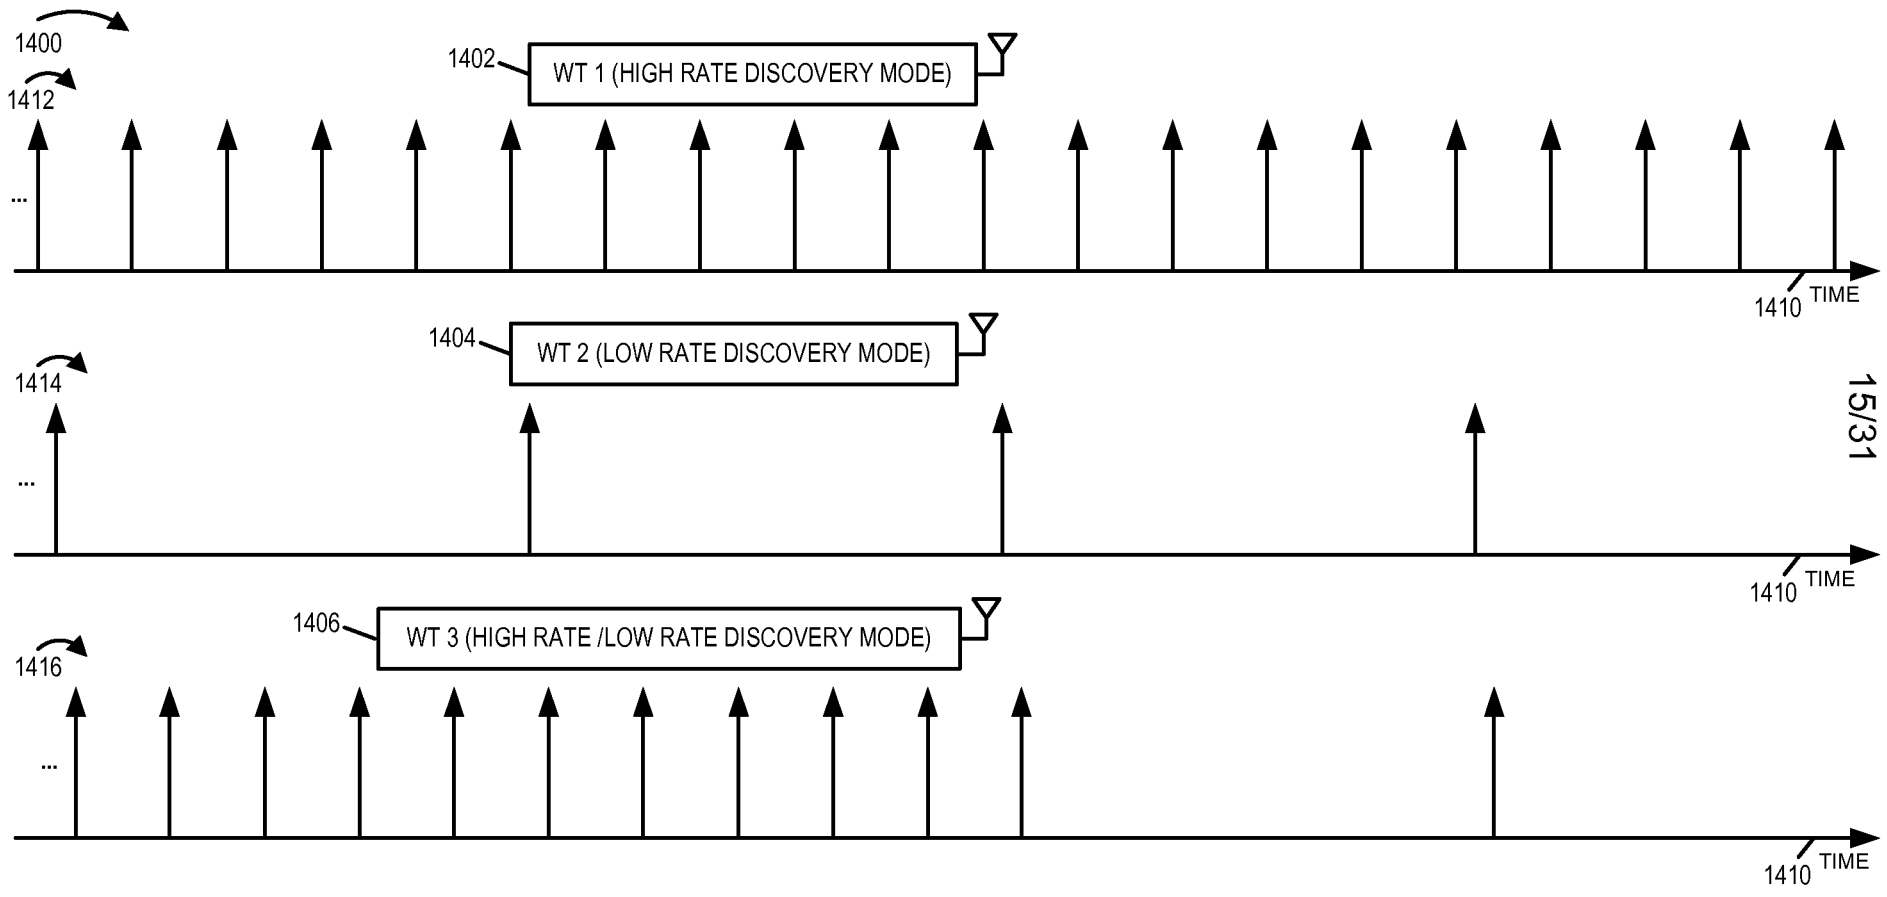 1400
1402
WT 1 (HIGH RATE DISCOVERY MODE)
1412
...
1410
TIME
1404
WT 2 (LOW RATE DISCOVERY MODE)
1414
15/31
...
1410
TIME
1406
WT 3 (HIGH RATE /LOW RATE DISCOVERY MODE)
1416
...
1410
TIME